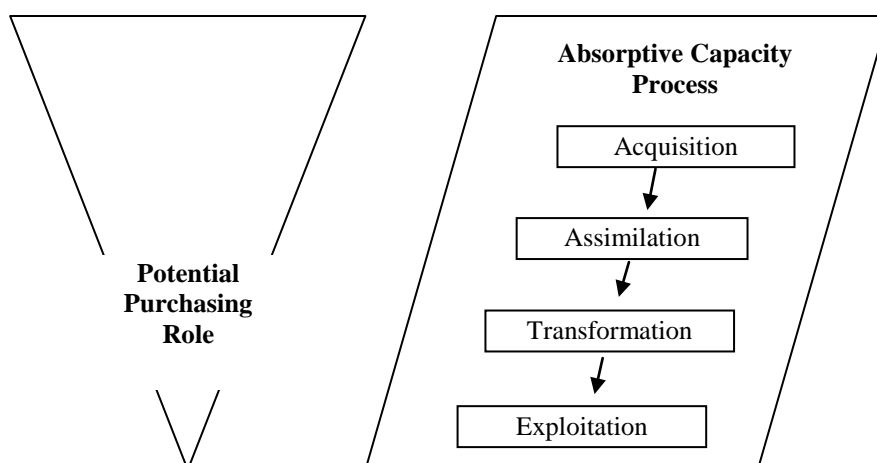 Absorptive Capacity
Process
Acquisition
Assimilation
Potential
Purchasing
Role
Transformation
Exploitation